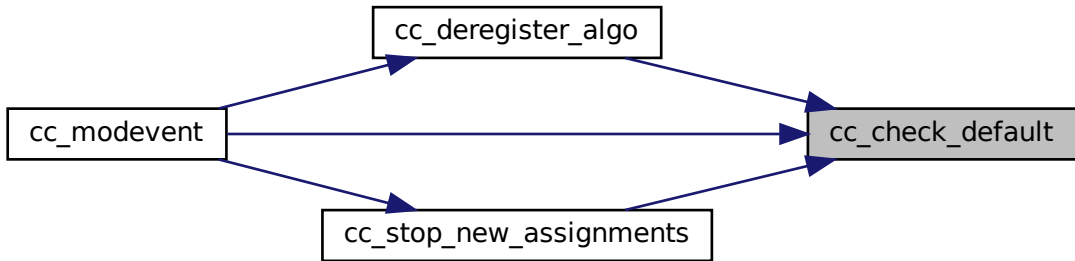 cc_deregister_algo
cc_modevent
cc_check_default
cc_stop_new_assignments